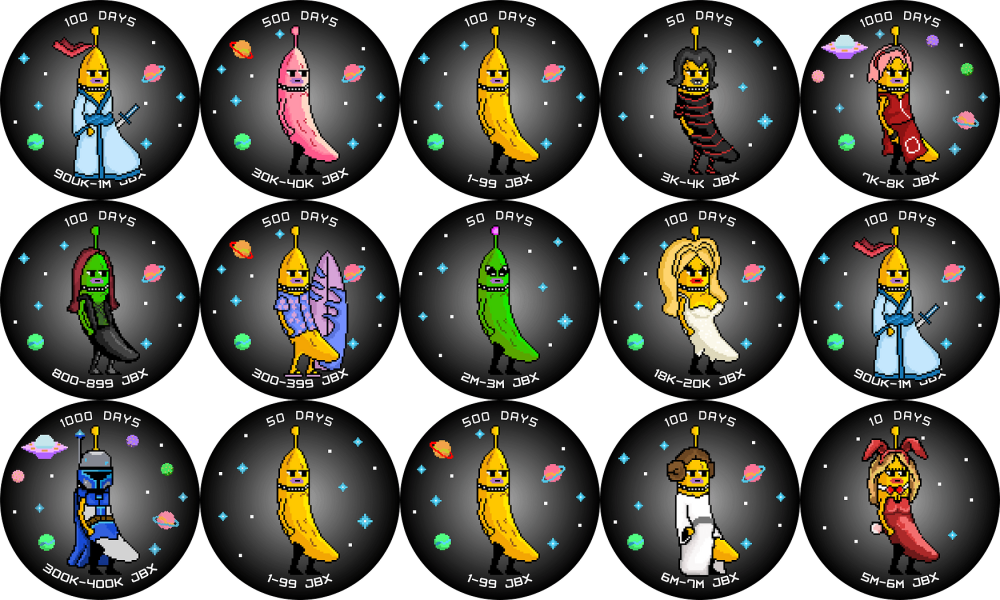 100 DAYS
900K-1M JBX
500 DAYS
30K-40K JBX
100 DAYS
1-99 JBX
50 DAYS
3K-4K JBX
1000 DAYS
7K-8K JBX
100 DAYS
800-899 JBX
500 DAYS
300-399 JBX
50 DAYS
2M-3M JBX
100 DAYS
18K-20K JBX
100 DAYS
900K-1M JBX
1000 DAYS
300K-400K JBX
50 DAYS
1-99 JBX
500 DAYS
1-99 JBX
100 DAYS
6M-7M JBX
10 DAYS
5M-6M JBX